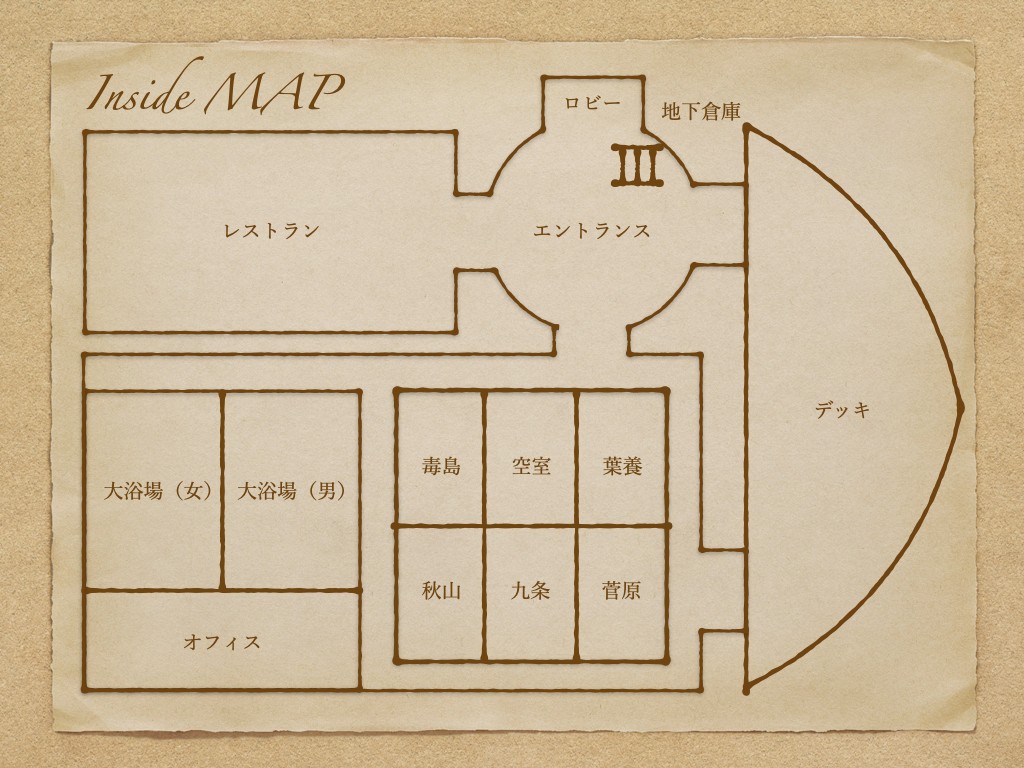 Inside MAP
ロビー
地下倉庫
レストラン
エントランス
デッキ
毒島
空室
葉養
大浴場（女）
大浴場（男）
秋山
九条
菅原
オフィス